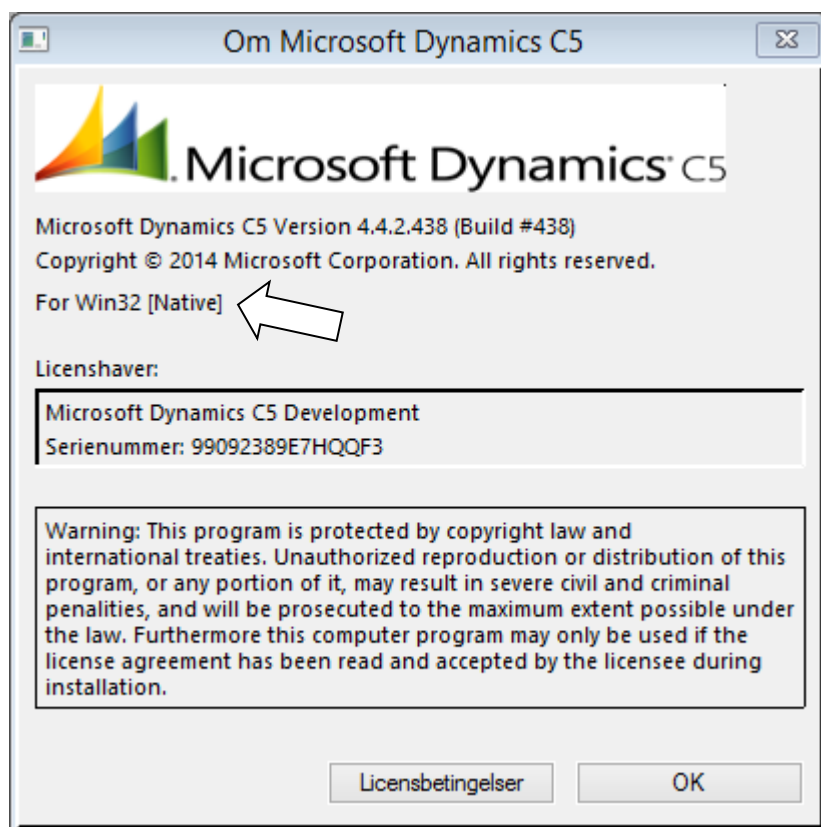 Om Microsoft Dynamics C5
Microsoft Dynamics C5
Microsoft Dynamics C5 Version 4.4.2.438 (Build #438)
Copyright © 2014 Microsoft Corporation. All rights reserved.
For Win32 [Native]
Licenshaver:
Microsoft Dynamics C5 Development
Serienummer: 99092389E7HQQF3
Warning: This program is protected by copyright law and
international treaties. Unauthorized reproduction or distribution of this
program, or any portion of it, may result in severe civil and criminal
penalities, and will be prosecuted to the maximum extent possible under
the law. Furthermore this computer program may only be used if the
license agreement has been read and accepted by the licensee during
installation.
Licensbetingelser
OK